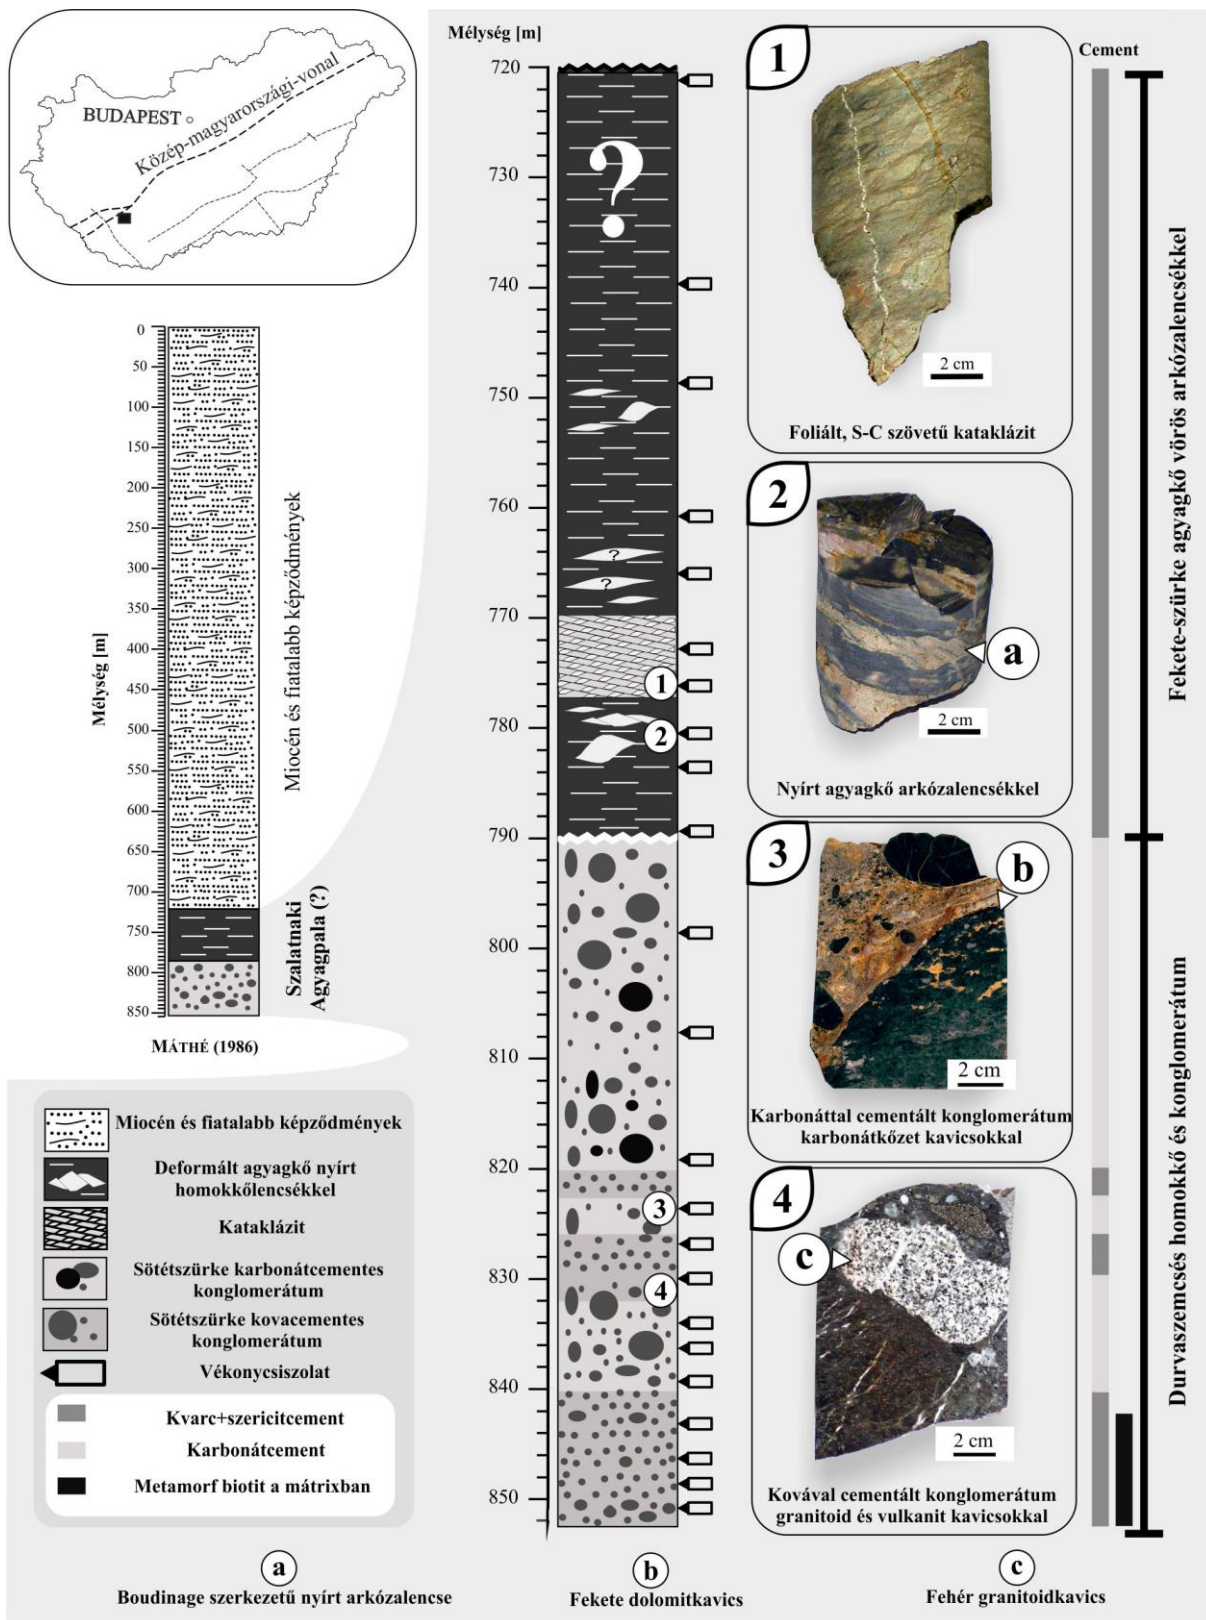 BUDAPEST
Közép-magyarországi-vonal
Mélység [m]
0
50
100
150
200
250
300
350
400
450
500
550
600
650
700
750
800
850
Miocén és fiatalabb képződmények
Szalatnaki
Agyagpala (?)
MÁTHÉ (1986)
Miocén és fiatalabb képződmények
Deformált agyagkő nyírt
homokkőlencsékkel
Kataklázit
Sötétszürke karbonátcementes
konglomerátum
Sötétszürke kovacementes
konglomerátum
Vékonycsiszolat
Kvarc+szericitcement
Karbonátcement
Metamorf biotit a mátrixban
Mélység [m]
720
730
740
750
760
770
780
790
800
810
820
830
840
850
?
?
?
1
2
3
4
1
2 cm
Foliált, S-C szövetű kataklázit
2
a
2 cm
Nyírt agyagkő arkózalencsékkel
3
b
2 cm
Karbonáttal cementált konglomerátum
karbonátkőzet kavicsokkal
4
c
2 cm
Kovával cementált konglomerátum
granitoid és vulkanit kavicsokkal
Cement
Fekete-szürke agyagkő vörös arkózalencsékkel
Durvaszemcsés homokkő és konglomerátum
a
Boudinage szerkezetű nyírt arkózalencse
b
Fekete dolomitkavics
c
Fehér granitoidkavics